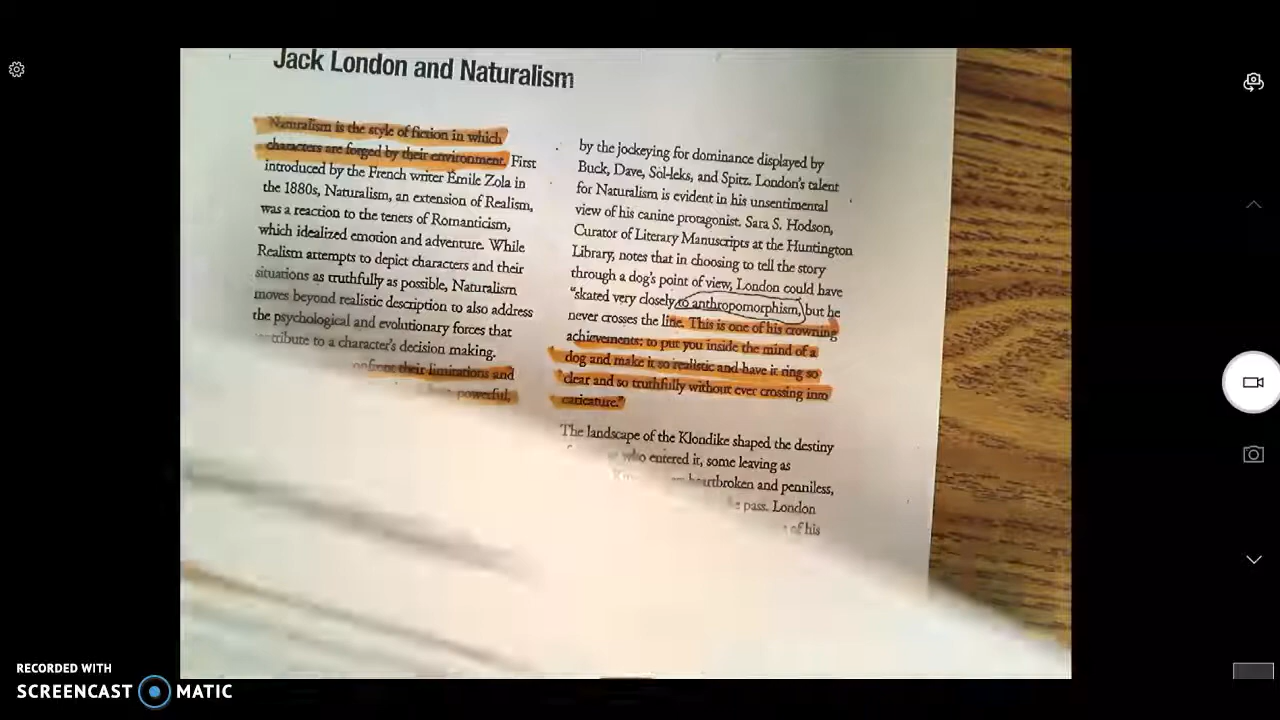 Jack London and Naturalism
Naturalism is the style of fiction in which
characters are forged by their environment. First
introduced by the French writer Émile Zola in
the 1880s, Naturalism, an extension of Realism,
was a reaction to the tenets of Romanticism,
which idealized emotion and adventure. While
Realism attempts to depict characters and their
situations as truthfully as possible, Naturalism
moves beyond realistic description to also address
the psychological and evolutionary forces that
to a character's decision making.
their limitations and
powerful,
by the jockeying for dominance displayed by
Buck, Dave, Sol-leks, and Spitz. London's talent
for Naturalism is evident in his unsentimental
view of his canine protagonist. Sara S. Hodson,
Curator of Literary Manuscripts at the Huntington
Library, notes that in choosing to tell the story
through a dog's point of view, London could have
"skated very closely to anthropomorphism, but he
never crosses the line. This is one of his crowning
achievements: to put you inside the mind of a
dog and make it so realistic and have it ring so
clear and so truthfully without ever crossing into
caricature."
The landscape of the Klondike shaped the destiny
who entered it, some leaving as
heartbroken and penniless,
pass. London
of his
RECORDED WITH
SCREENCAST MATIC